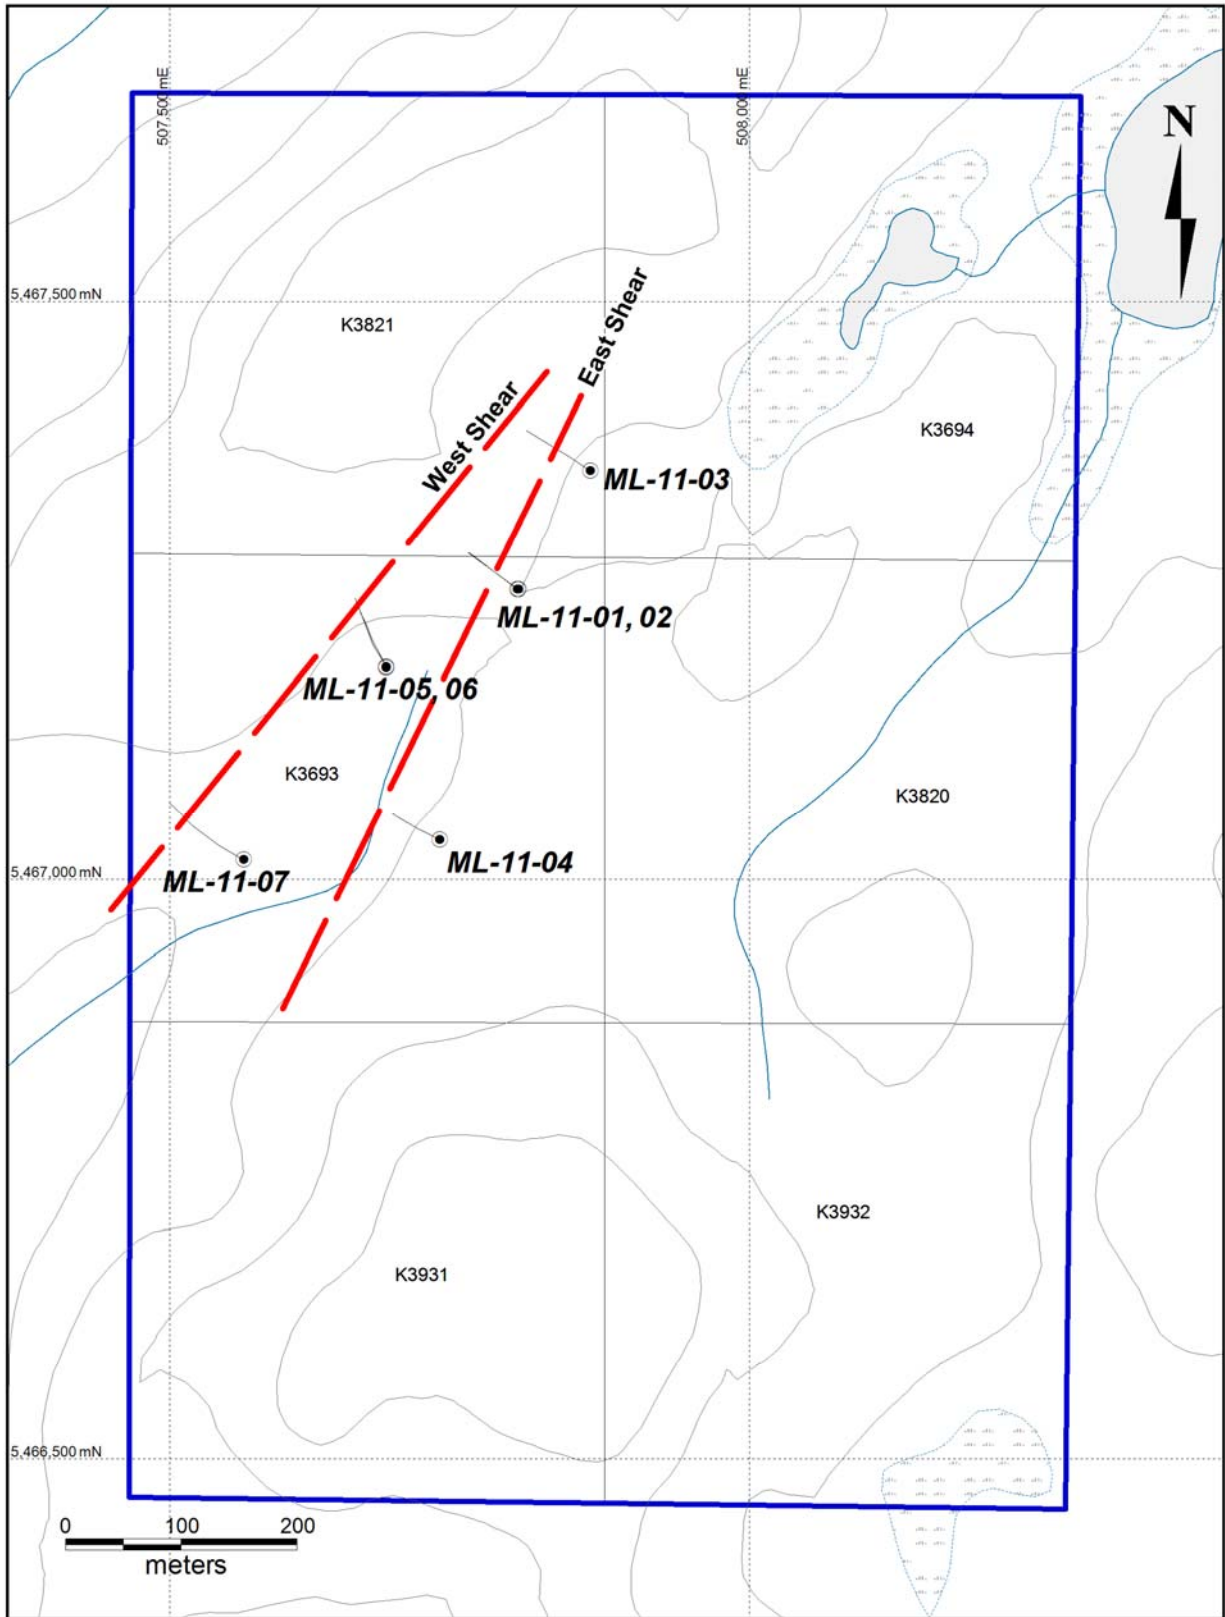 507,500 mE
508,000 mE
N
5,467,500 mN
K3821
East Shear
West Shear
K3694
ML-11-03
ML-11-01, 02
ML-11-05, 06
K3693
K3820
ML-11-04
ML-11-07
5,467,000 mN
K3932
K3931
5,466,500 mN
0 100 200
meters